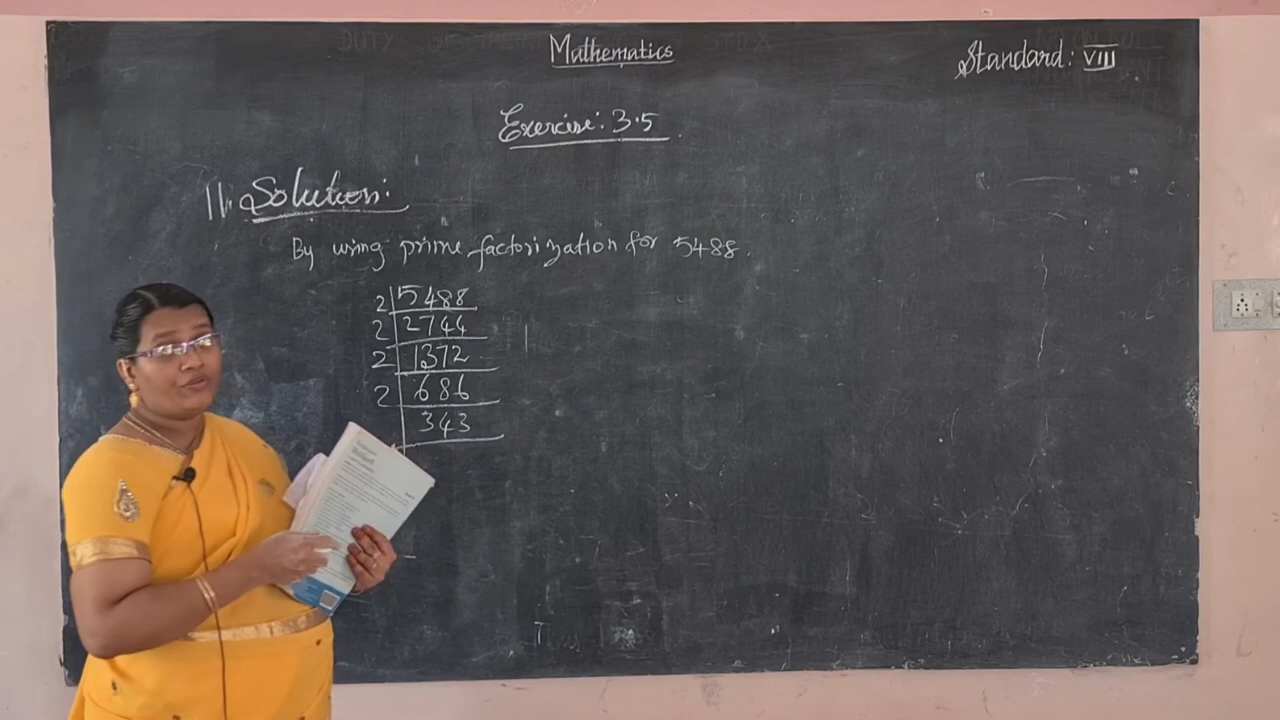 Mathematics
Standard: VIII
Exercise: 3.5
11. Solution:
By using prime factorization for 5488.
2 5488
2 2744
2 1372
2 686
343